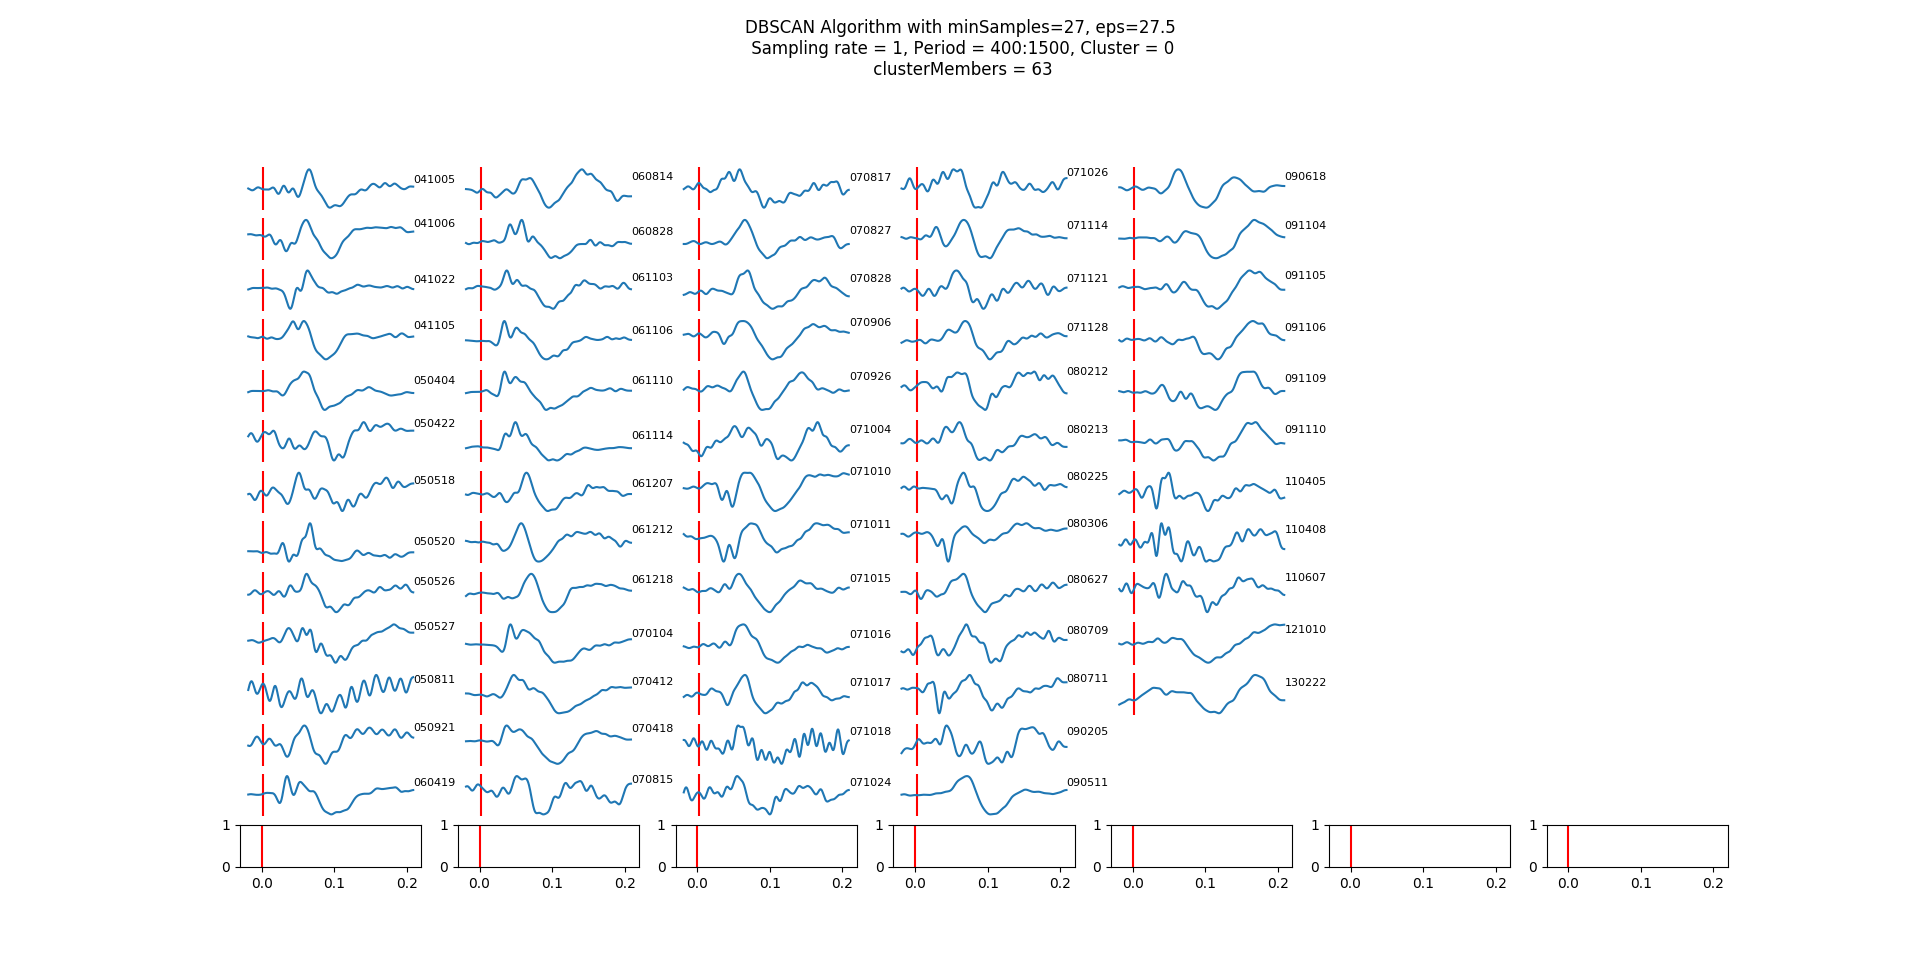 DBSCAN Algorithm with minSamples=27, eps=27.5
Sampling rate = 1, Period = 400:1500, Cluster = 0
clusterMembers = 63
041005 060814 070817 071026 090618
041006 060828 070827 071114 091104
041022 061103 070828 071121 091105
041105 061106 070906 071128 091106
050404 061110 070926 080212 091109
050422 061114 071004 080213 091110
050518 061207 071010 080225 110405
050520 061212 071011 080306 110408
050526 061218 071015 080627 110607
050527 070104 071016 080709 121010
050811 070412 071017 080711 130222
050921 070418 071018 090205
060419 070815 071024 090511
1 1 1 1 1 1 1
0 0 0 0 0 0 0
0.0 0.1 0.2 0.0 0.1 0.2 0.0 0.1 0.2 0.0 0.1 0.2 0.0 0.1 0.2 0.0 0.1 0.2 0.0 0.1 0.2